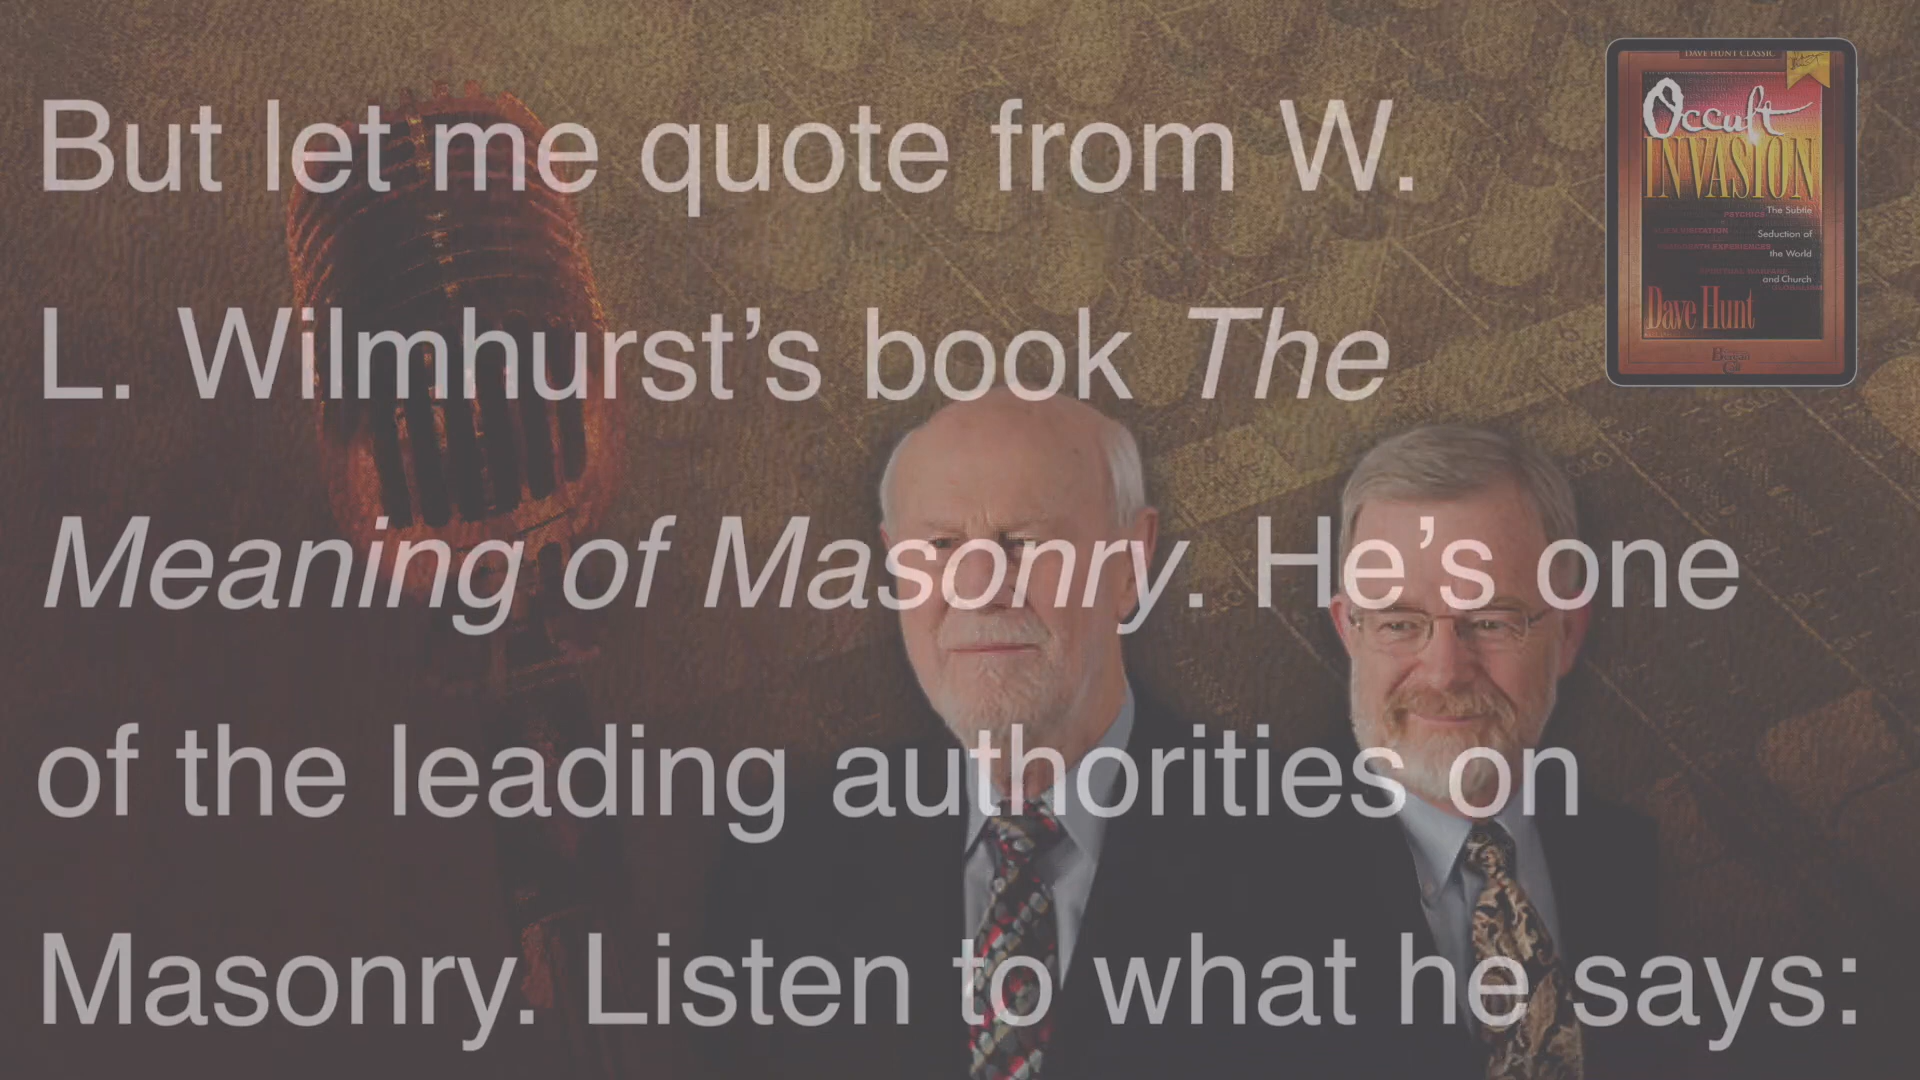 But let me quote from W.
L. Wilmhurst’s book The
Meaning of Masonry. He’s one
of the leading authorities on
Masonry. Listen to what he says:
DAVE HUNT CLASSIC
Occult
INVASION
PSYCHICS
The Subtle
Seduction of
the World
and Church
Dave Hunt